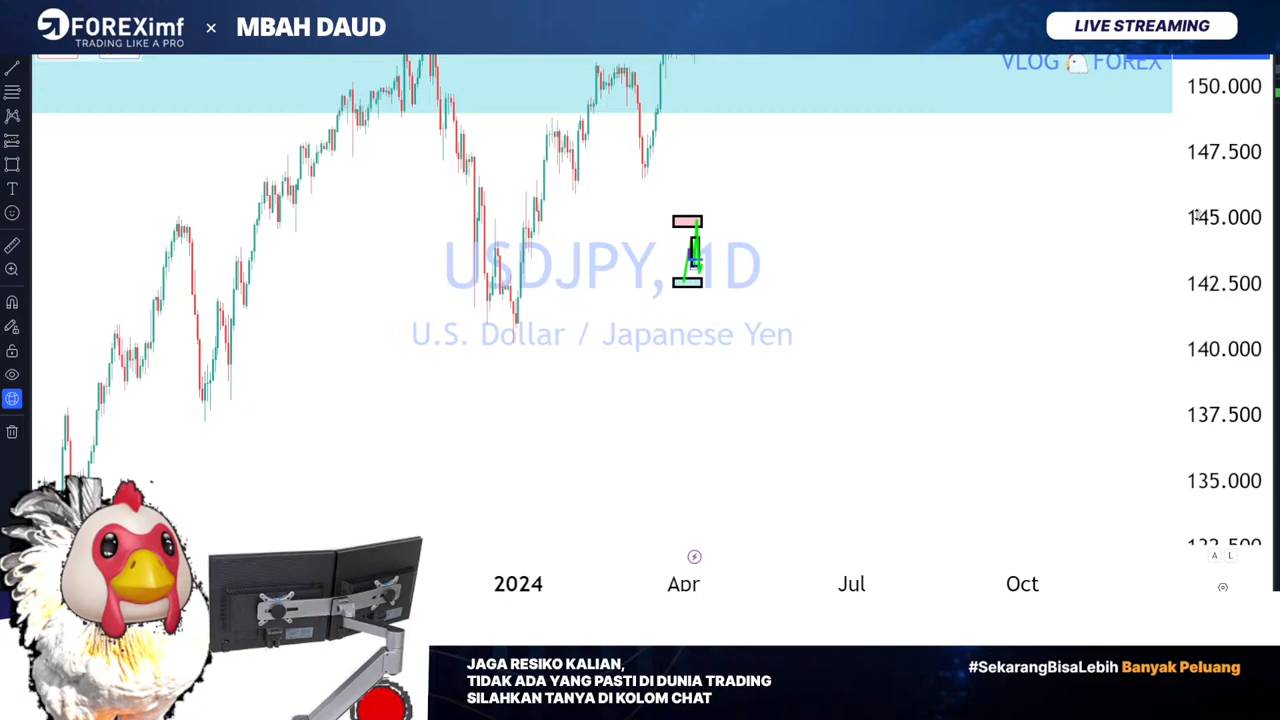 FOREXimf
TRADING LIKE A PRO
×
MBAH DAUD
LIVE STREAMING
VLOG FOREX
150.000
147.500
145.000
142.500
140.000
137.500
135.000
USDJPY, 1D
U.S. Dollar / Japanese Yen
A L
2024 Apr Jul Oct
JAGA RESIKO KALIAN,
TIDAK ADA YANG PASTI DI DUNIA TRADING
SILAHKAN TANYA DI KOLOM CHAT
#SekarangBisaLebih Banyak Peluang